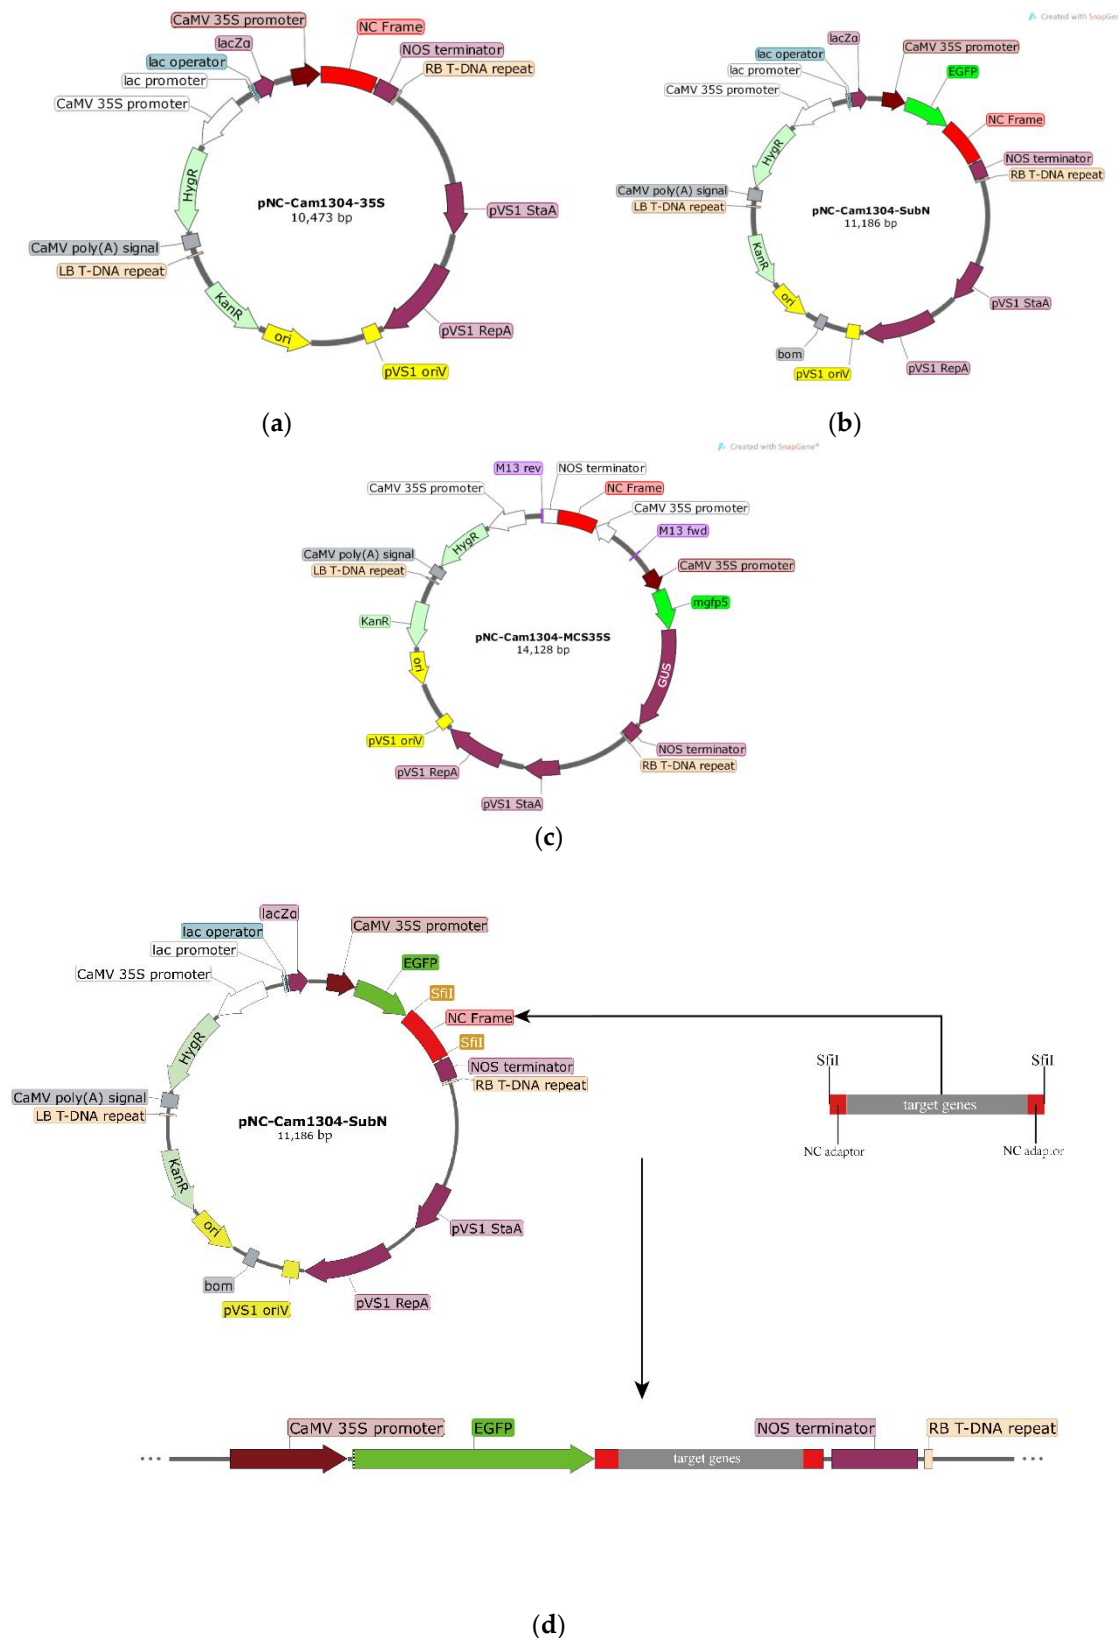 Created with SnapGene
CaMV 35S promoter
NC Frame
lacZα
NOS terminator
lac operator
RB T-DNA repeat
lac promoter
CaMV 35S promoter
HygR
pNC-Cam1304-35S
10,473 bp
pVS1 StaA
CaMV poly(A) signal
LB T-DNA repeat
KanR
ori
pVS1 RepA
pVS1 oriV
(a)
lacZα
CaMV 35S promoter
lac operator
EGFP
lac promoter
CaMV 35S promoter
NC Frame
HygR
NOS terminator
RB T-DNA repeat
CaMV poly(A) signal
LB T-DNA repeat
pNC-Cam1304-SubN
11,186 bp
KanR
ori
pVS1 StaA
bom
pVS1 RepA
pVS1 oriV
(b)
Created with SnapGene®
M13 rev
NOS terminator
CaMV 35S promoter
NC Frame
CaMV 35S promoter
M13 fwd
HygR
CaMV poly(A) signal
LB T-DNA repeat
CaMV 35S promoter
mgfp5
KanR
pNC-Cam1304-MCS35S
14,128 bp
ori
GUS
pVS1 oriV
NOS terminator
RB T-DNA repeat
pVS1 RepA
pVS1 StaA
(c)
lacZα
CaMV 35S promoter
lac operator
lac promoter
EGFP
CaMV 35S promoter
SfiI
NC Frame
SfiI
HygR
NOS terminator
RB T-DNA repeat
CaMV poly(A) signal
LB T-DNA repeat
pNC-Cam1304-SubN
11,186 bp
KanR
ori
pVS1 StaA
bom
pVS1 RepA
pVS1 oriV
SfiI
SfiI
target genes
NC adaptor
NC adaptor
CaMV 35S promoter
EGFP
NOS terminator
RB T-DNA repeat
target genes
(d)